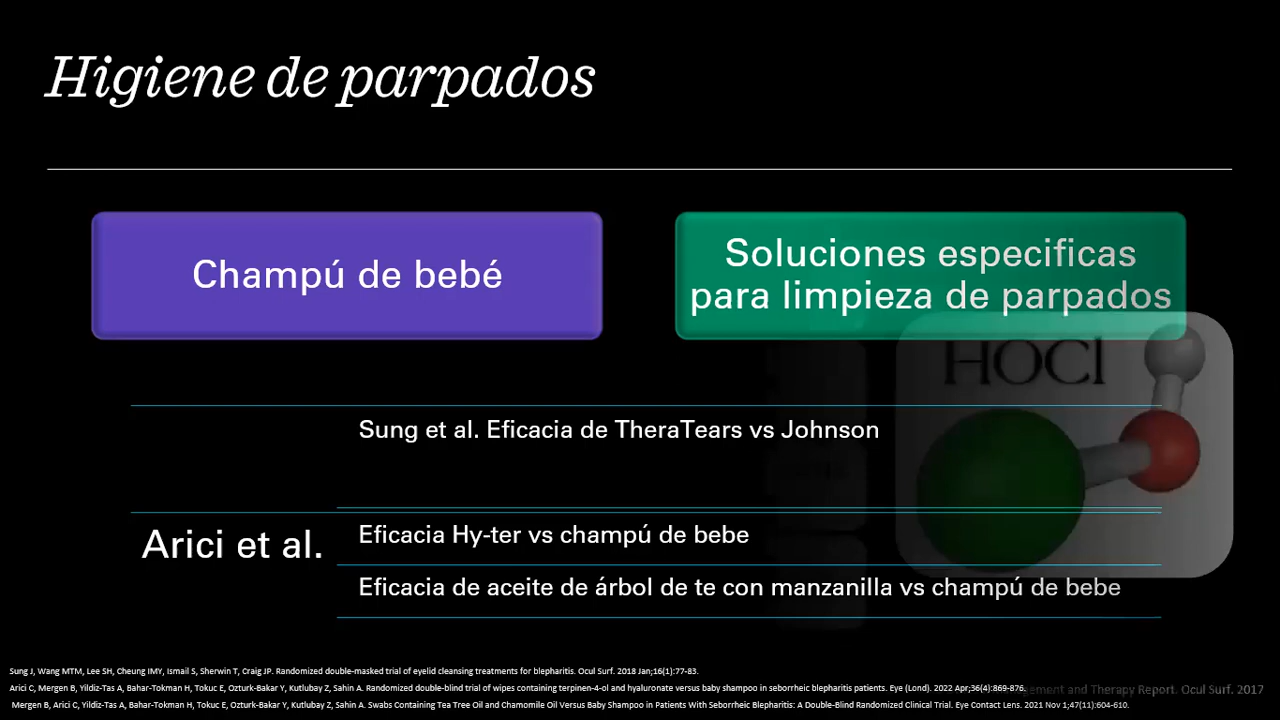 Higiene de parpados
Champú de bebé
Soluciones especificas
para limpieza de parpados
HOCl
Sung et al. Eficacia de TheraTears vs Johnson
Arici et al.
Eficacia Hy-ter vs champú de bebe
Eficacia de aceite de árbol de te con manzanilla vs champú de bebe
Sung J, Wang MTM, Lee SH, Cheung IMY, Ismail S, Sherwin T, Craig JP. Randomized double-masked trial of eyelid cleansing treatments for blepharitis. Ocul Surf. 2018 Jan;16(1):77-83.
Arici C, Mergen B, Yildiz-Tas A, Bahar-Tokman H, Tokuc E, Ozturk-Bakar Y, Kutlubay Z, Sahin A. Randomized double-blind trial of wipes containing terpinen-4-ol and hyaluronate versus baby shampoo in seborrheic blepharitis patients. Eye (Lond). 2022 Apr;36(4):869-876.
and Therapy Report. Ocul Surf. 2017
Mergen B, Arici C, Yildiz-Tas A, Bahar-Tokman H, Tokuc E, Ozturk-Bakar Y, Kutlubay Z, Sahin A. Swabs Containing Tea Tree Oil and Chamomile Oil Versus Baby Shampoo in Patients With Seborrheic Blepharitis: A Double-Blind Randomized Clinical Trial. Eye Contact Lens. 2021 Nov 1;47(11):604-610.